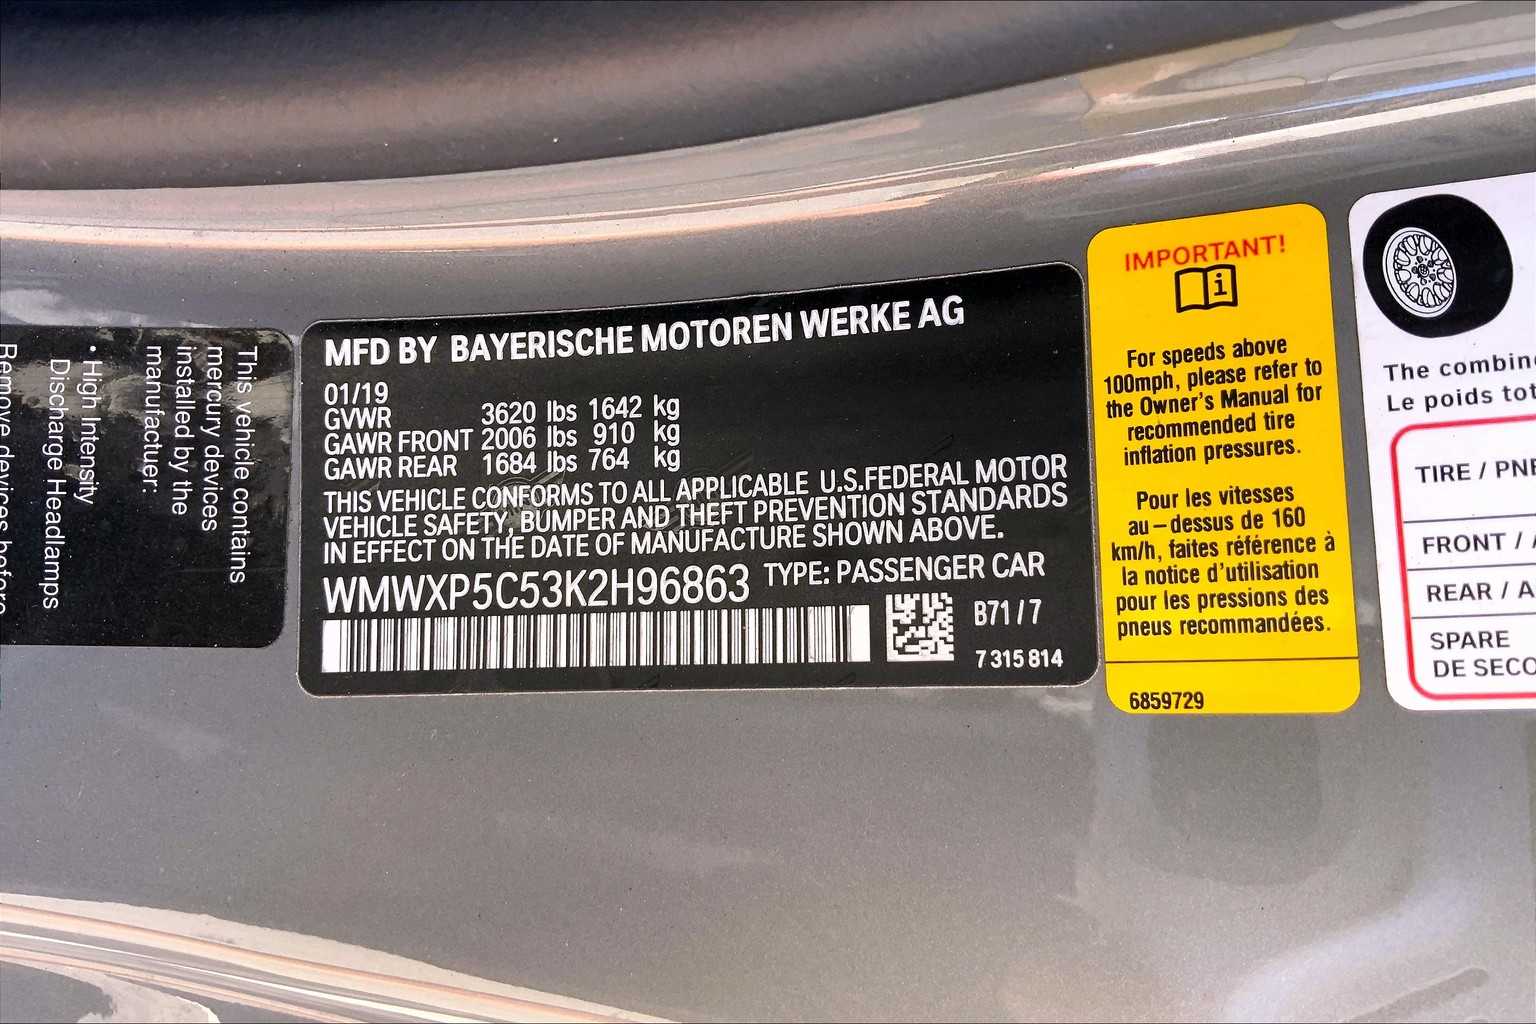 This vehicle contains
mercury devices
installed by the
manufactuer:
• High Intensity
Discharge Headlamps
Remove devices before
MFD BY BAYERISCHE MOTOREN WERKE AG
01/19
GVWR 3620 lbs 1642 kg
GAWR FRONT 2006 lbs 910 kg
GAWR REAR 1684 lbs 764 kg
THIS VEHICLE CONFORMS TO ALL APPLICABLE U.S.FEDERAL MOTOR
VEHICLE SAFETY, BUMPER AND THEFT PREVENTION STANDARDS
IN EFFECT ON THE DATE OF MANUFACTURE SHOWN ABOVE.
WMWXP5C53K2H96863 TYPE: PASSENGER CAR
B71/7
7 315 814
IMPORTANT!
i
For speeds above
100mph, please refer to
the Owner's Manual for
recommended tire
inflation pressures.
Pour les vitesses
au–dessus de 160
km/h, faites référence à
la notice d'utilisation
pour les pressions des
pneus recommandées.
6859729
The combin
Le poids tot
TIRE / PNE
FRONT / A
REAR / A
SPARE
DE SECO